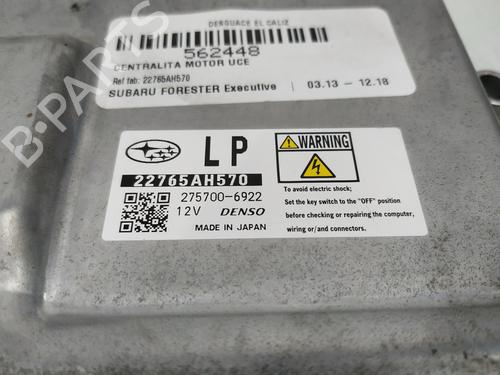 DESGUACE EL CALIZ
562448
CENTRALITA MOTOR UCE
Ref fab: 22765AH570
SUBARU FORESTER Executive
03.13 - 12.18
B-PARTS
LP
22765AH570
275700-6922
12V DENSO
MADE IN JAPAN
WARNING
To avoid electric shock;
Set the key switch to the "OFF" position
before checking or repairing the computer,
wiring or/and connectors.